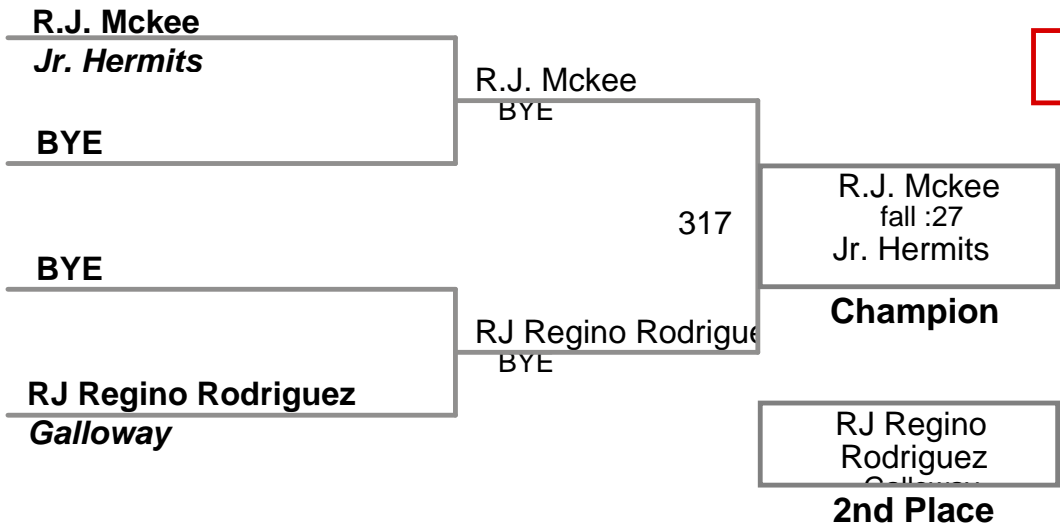 R.J. Mckee
Jr. Hermits
BYE
BYE
RJ Regino Rodriguez
Galloway
R.J. Mckee
BYE
317
RJ Regino Rodrigue
BYE
R.J. Mckee
fall :27
Jr. Hermits
Champion
RJ Regino
Rodriguez
Galloway
2nd Place